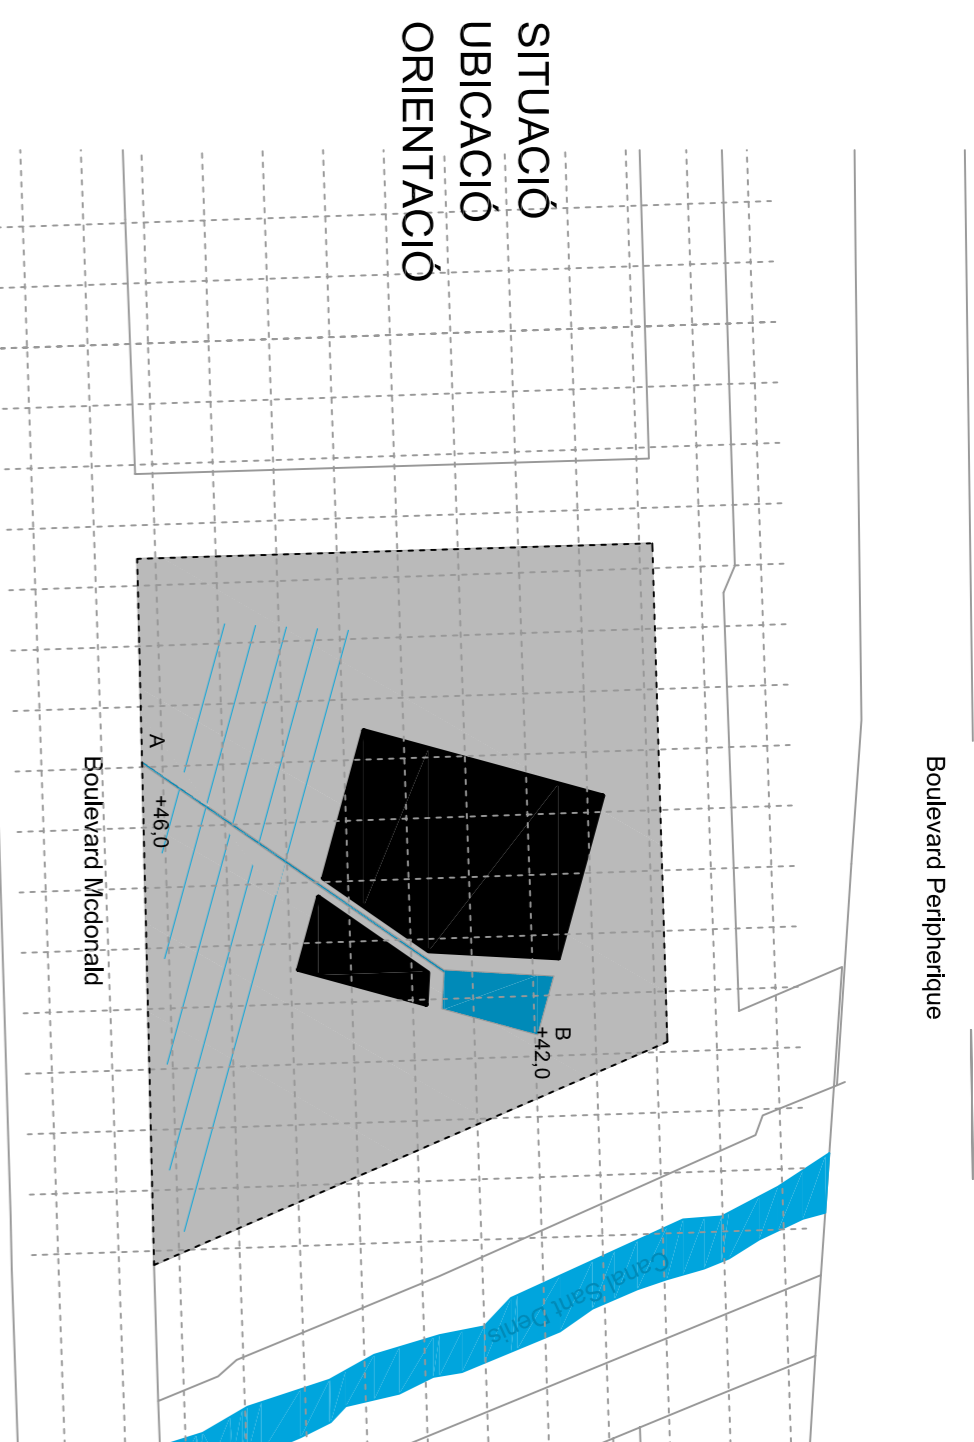 SITUACIÓ
UBICACIÓ
ORIENTACIÓ
Boulevard Peripherique
B
+42,0
A
+46,0
Boulevard Mcdonald
Canal Sant Denis